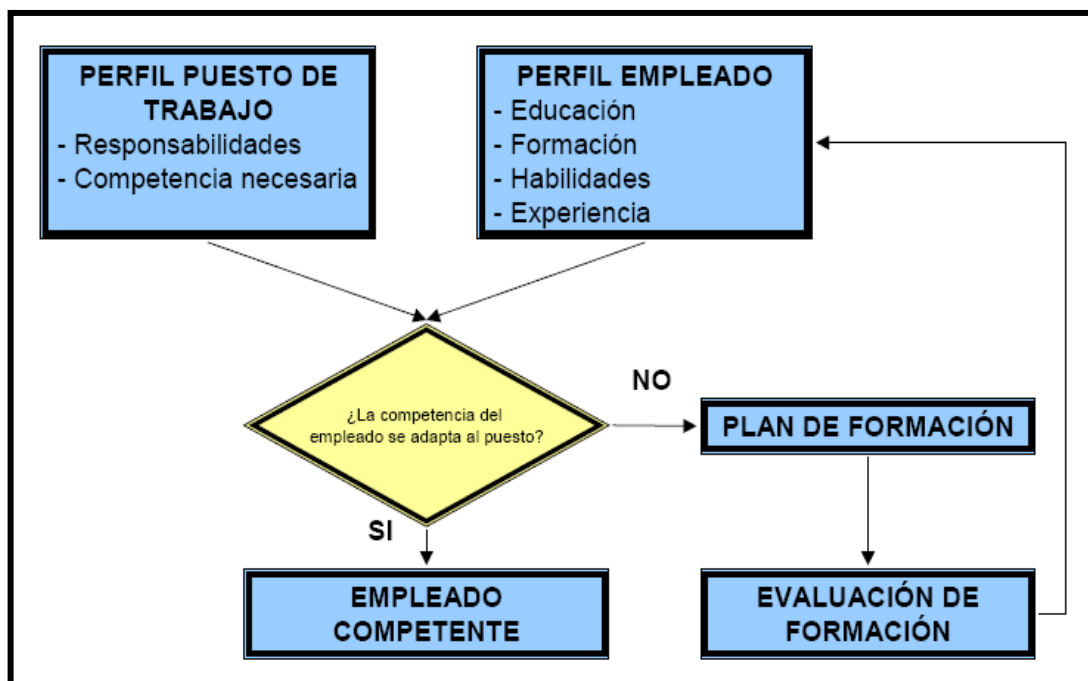 PERFIL PUESTO DE
TRABAJO
- Responsabilidades
- Competencia necesaria
PERFIL EMPLEADO
- Educación
- Formación
- Habilidades
- Experiencia
¿La competencia del
empleado se adapta al puesto?
NO
PLAN DE FORMACIÓN
SI
EMPLEADO
COMPETENTE
EVALUACIÓN DE
FORMACIÓN